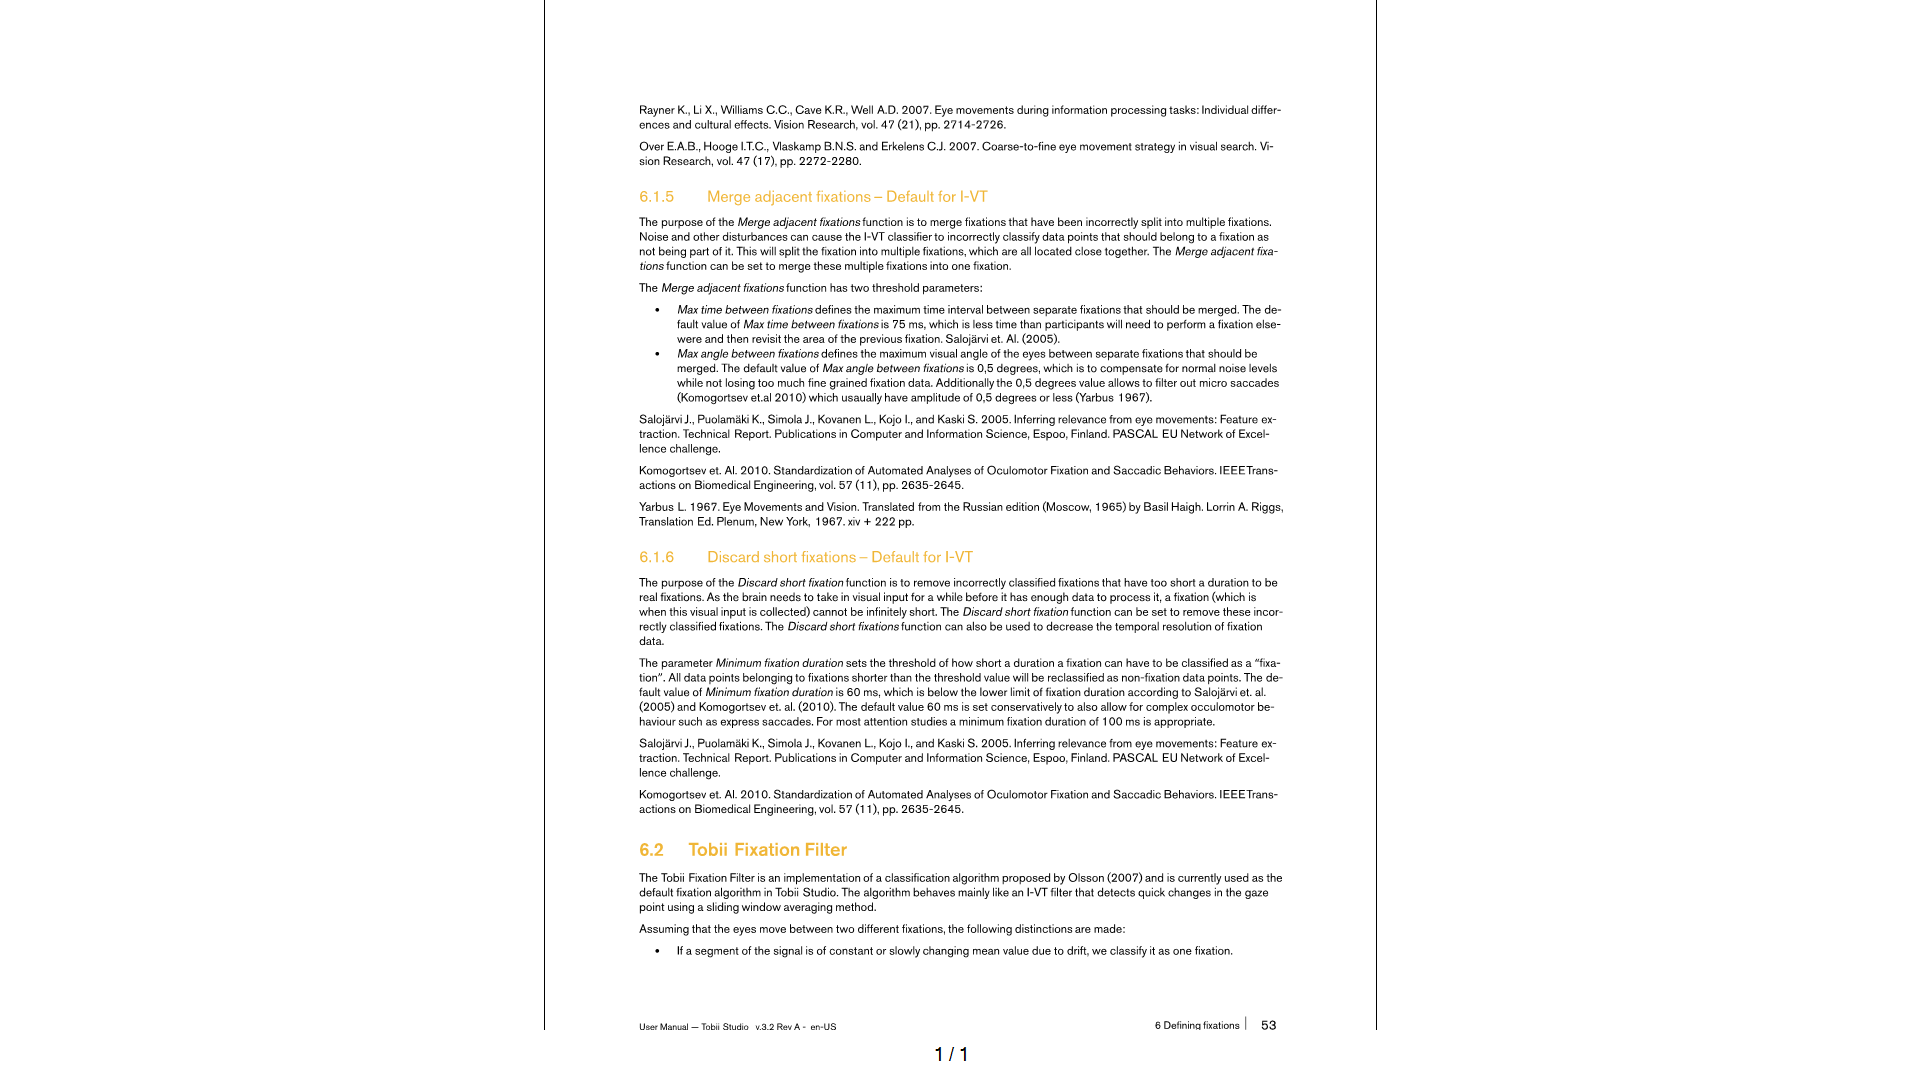 Rayner K., Li X., Williams C.C., Cave K.R., Well A.D. 2007. Eye movements during information processing tasks: Individual differ-
ences and cultural effects. Vision Research, vol. 47 (21), pp. 2714-2726.
Over E.A.B., Hooge I.T.C., Vlaskamp B.N.S. and Erkelens C.J. 2007. Coarse-to-fine eye movement strategy in visual search. Vi-
sion Research, vol. 47 (17), pp. 2272-2280.
6.1.5 Merge adjacent fixations – Default for I-VT
The purpose of the Merge adjacent fixations function is to merge fixations that have been incorrectly split into multiple fixations.
Noise and other disturbances can cause the I-VT classifier to incorrectly classify data points that should belong to a fixation as
not being part of it. This will split the fixation into multiple fixations, which are all located close together. The Merge adjacent fixa-
tions function can be set to merge these multiple fixations into one fixation.
The Merge adjacent fixations function has two threshold parameters:
• Max time between fixations defines the maximum time interval between separate fixations that should be merged. The de-
fault value of Max time between fixations is 75 ms, which is less time than participants will need to perform a fixation else-
were and then revisit the area of the previous fixation. Salojärvi et. Al. (2005).
• Max angle between fixations defines the maximum visual angle of the eyes between separate fixations that should be
merged. The default value of Max angle between fixations is 0,5 degrees, which is to compensate for normal noise levels
while not losing too much fine grained fixation data. Additionally the 0,5 degrees value allows to filter out micro saccades
(Komogortsev et.al 2010) which usaually have amplitude of 0,5 degrees or less (Yarbus 1967).
Salojärvi J., Puolamäki K., Simola J., Kovanen L., Kojo I., and Kaski S. 2005. Inferring relevance from eye movements: Feature ex-
traction. Technical Report. Publications in Computer and Information Science, Espoo, Finland. PASCAL EU Network of Excel-
lence challenge.
Komogortsev et. Al. 2010. Standardization of Automated Analyses of Oculomotor Fixation and Saccadic Behaviors. IEEE Trans-
actions on Biomedical Engineering, vol. 57 (11), pp. 2635-2645.
Yarbus L. 1967. Eye Movements and Vision. Translated from the Russian edition (Moscow, 1965) by Basil Haigh. Lorrin A. Riggs,
Translation Ed. Plenum, New York, 1967. xiv + 222 pp.
6.1.6 Discard short fixations – Default for I-VT
The purpose of the Discard short fixation function is to remove incorrectly classified fixations that have too short a duration to be
real fixations. As the brain needs to take in visual input for a while before it has enough data to process it, a fixation (which is
when this visual input is collected) cannot be infinitely short. The Discard short fixation function can be set to remove these incor-
rectly classified fixations. The Discard short fixations function can also be used to decrease the temporal resolution of fixation
data.
The parameter Minimum fixation duration sets the threshold of how short a duration a fixation can have to be classified as a “fixa-
tion”. All data points belonging to fixations shorter than the threshold value will be reclassified as non-fixation data points. The de-
fault value of Minimum fixation duration is 60 ms, which is below the lower limit of fixation duration according to Salojärvi et. al.
(2005) and Komogortsev et. al. (2010). The default value 60 ms is set conservatively to also allow for complex occulomotor be-
haviour such as express saccades. For most attention studies a minimum fixation duration of 100 ms is appropriate.
Salojärvi J., Puolamäki K., Simola J., Kovanen L., Kojo I., and Kaski S. 2005. Inferring relevance from eye movements: Feature ex-
traction. Technical Report. Publications in Computer and Information Science, Espoo, Finland. PASCAL EU Network of Excel-
lence challenge.
Komogortsev et. Al. 2010. Standardization of Automated Analyses of Oculomotor Fixation and Saccadic Behaviors. IEEE Trans-
actions on Biomedical Engineering, vol. 57 (11), pp. 2635-2645.
6.2 Tobii Fixation Filter
The Tobii Fixation Filter is an implementation of a classification algorithm proposed by Olsson (2007) and is currently used as the
default fixation algorithm in Tobii Studio. The algorithm behaves mainly like an I-VT filter that detects quick changes in the gaze
point using a sliding window averaging method.
Assuming that the eyes move between two different fixations, the following distinctions are made:
• If a segment of the signal is of constant or slowly changing mean value due to drift, we classify it as one fixation.
User Manual — Tobii Studio v.3.2 Rev A - en-US
6 Defining fixations 53
1 / 1